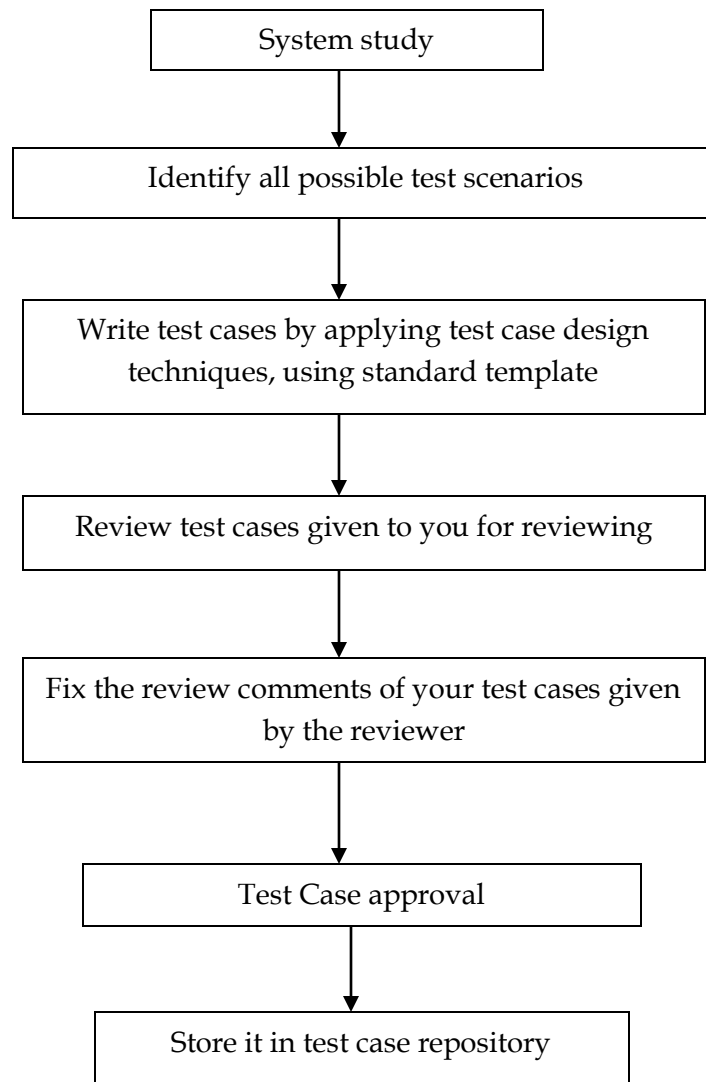 System study
Identify all possible test scenarios
Write test cases by applying test case design
techniques, using standard template
Review test cases given to you for reviewing
Fix the review comments of your test cases given
by the reviewer
Test Case approval
Store it in test case repository